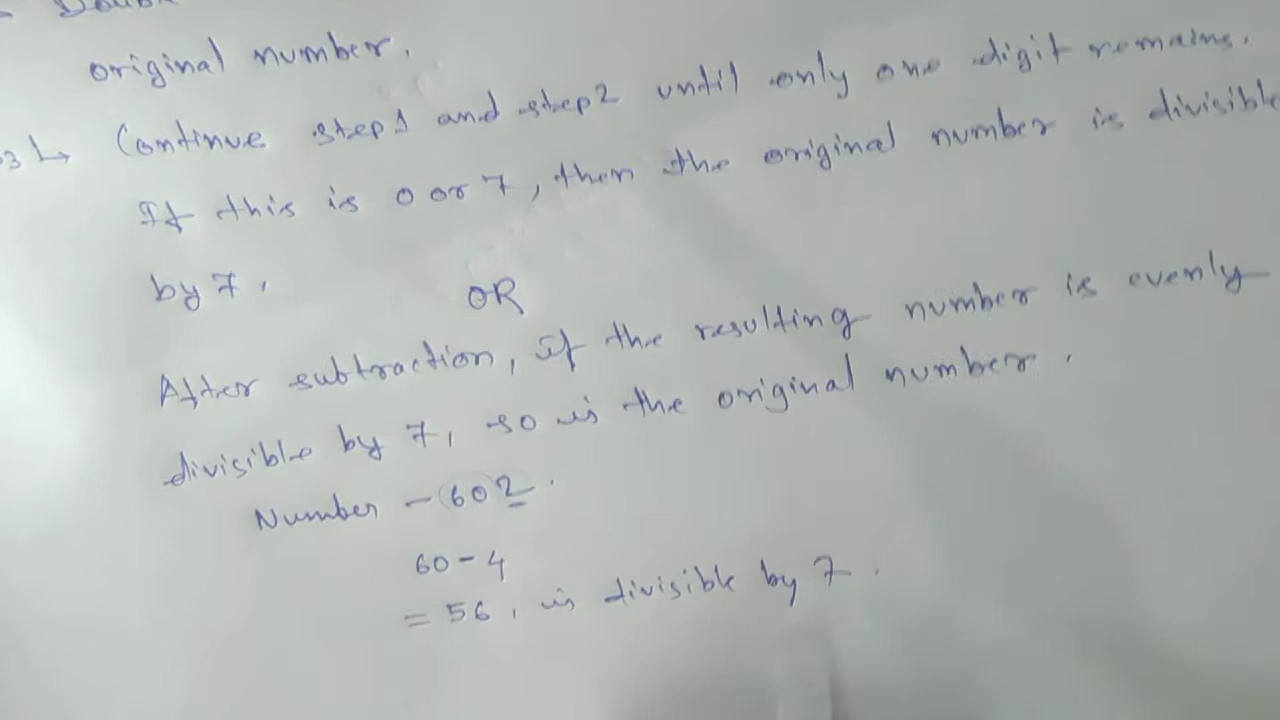 original number.
3 ↳ Continue step 1 and step 2 until only one digit remains.
If this is 0 or 7, then the original number is divisible
by 7.
OR
After subtraction, if the resulting number is evenly
divisible by 7, so is the original number.
Number - 602.
60-4
= 56, is divisible by 7.